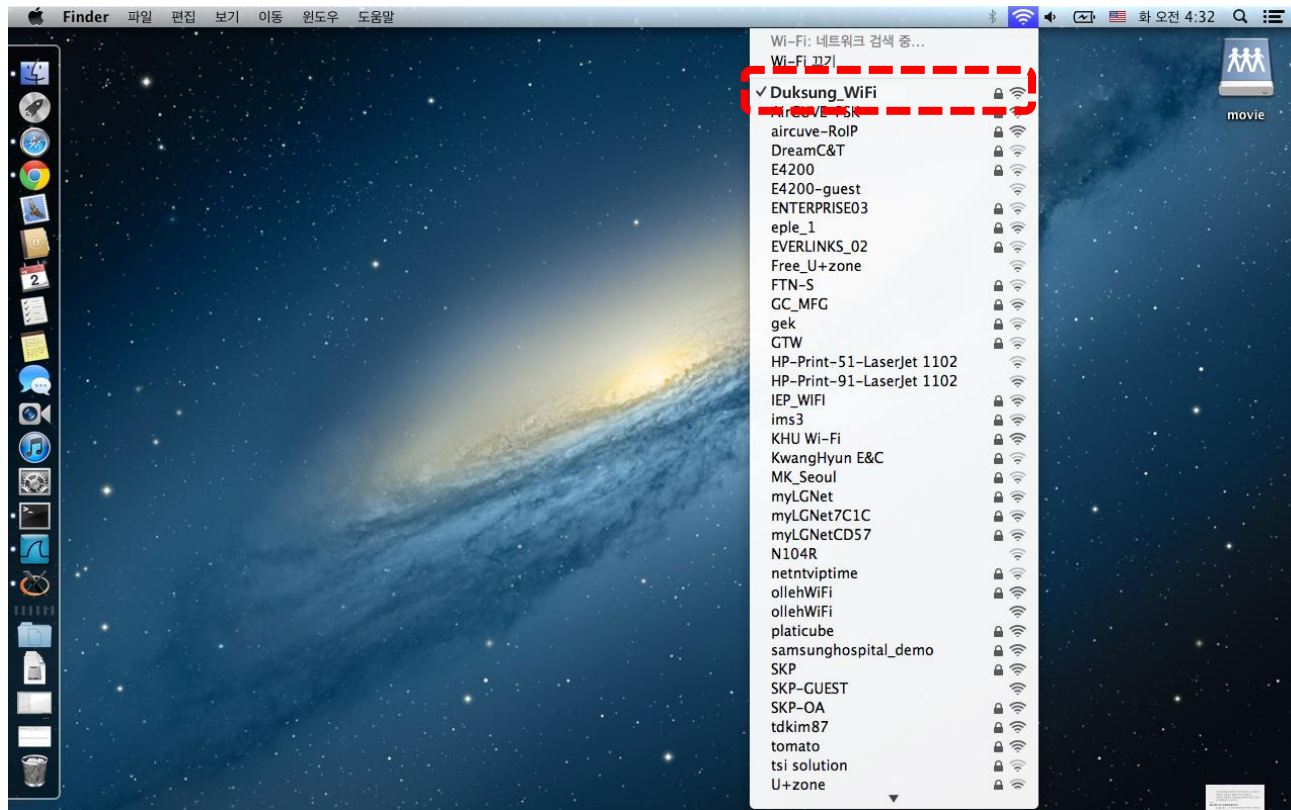 Finder 파일 편집 보기 이동 윈도우 도움말 화 오전 4:32
Wi-Fi: 네트워크 검색 중...
Wi-Fi 끄기
✓ Duksung_WiFi
AirCUVE-PSK
aircuve-RoIP
DreamC&T
E4200
E4200-guest
ENTERPRISE03
eple_1
EVERLINKS_02
Free_U+zone
FTN-S
GC_MFG
gek
GTW
HP-Print-51-LaserJet 1102
HP-Print-91-LaserJet 1102
IEP_WIFI
ims3
KHU Wi-Fi
KwangHyun E&C
MK_Seoul
myLGNet
myLGNet7C1C
myLGNetCD57
N104R
netntviptime
ollehWiFi
ollehWiFi
platicube
samsunghospital_demo
SKP
SKP-GUEST
SKP-OA
tdkim87
tomato
tsi solution
U+zone
movie
2